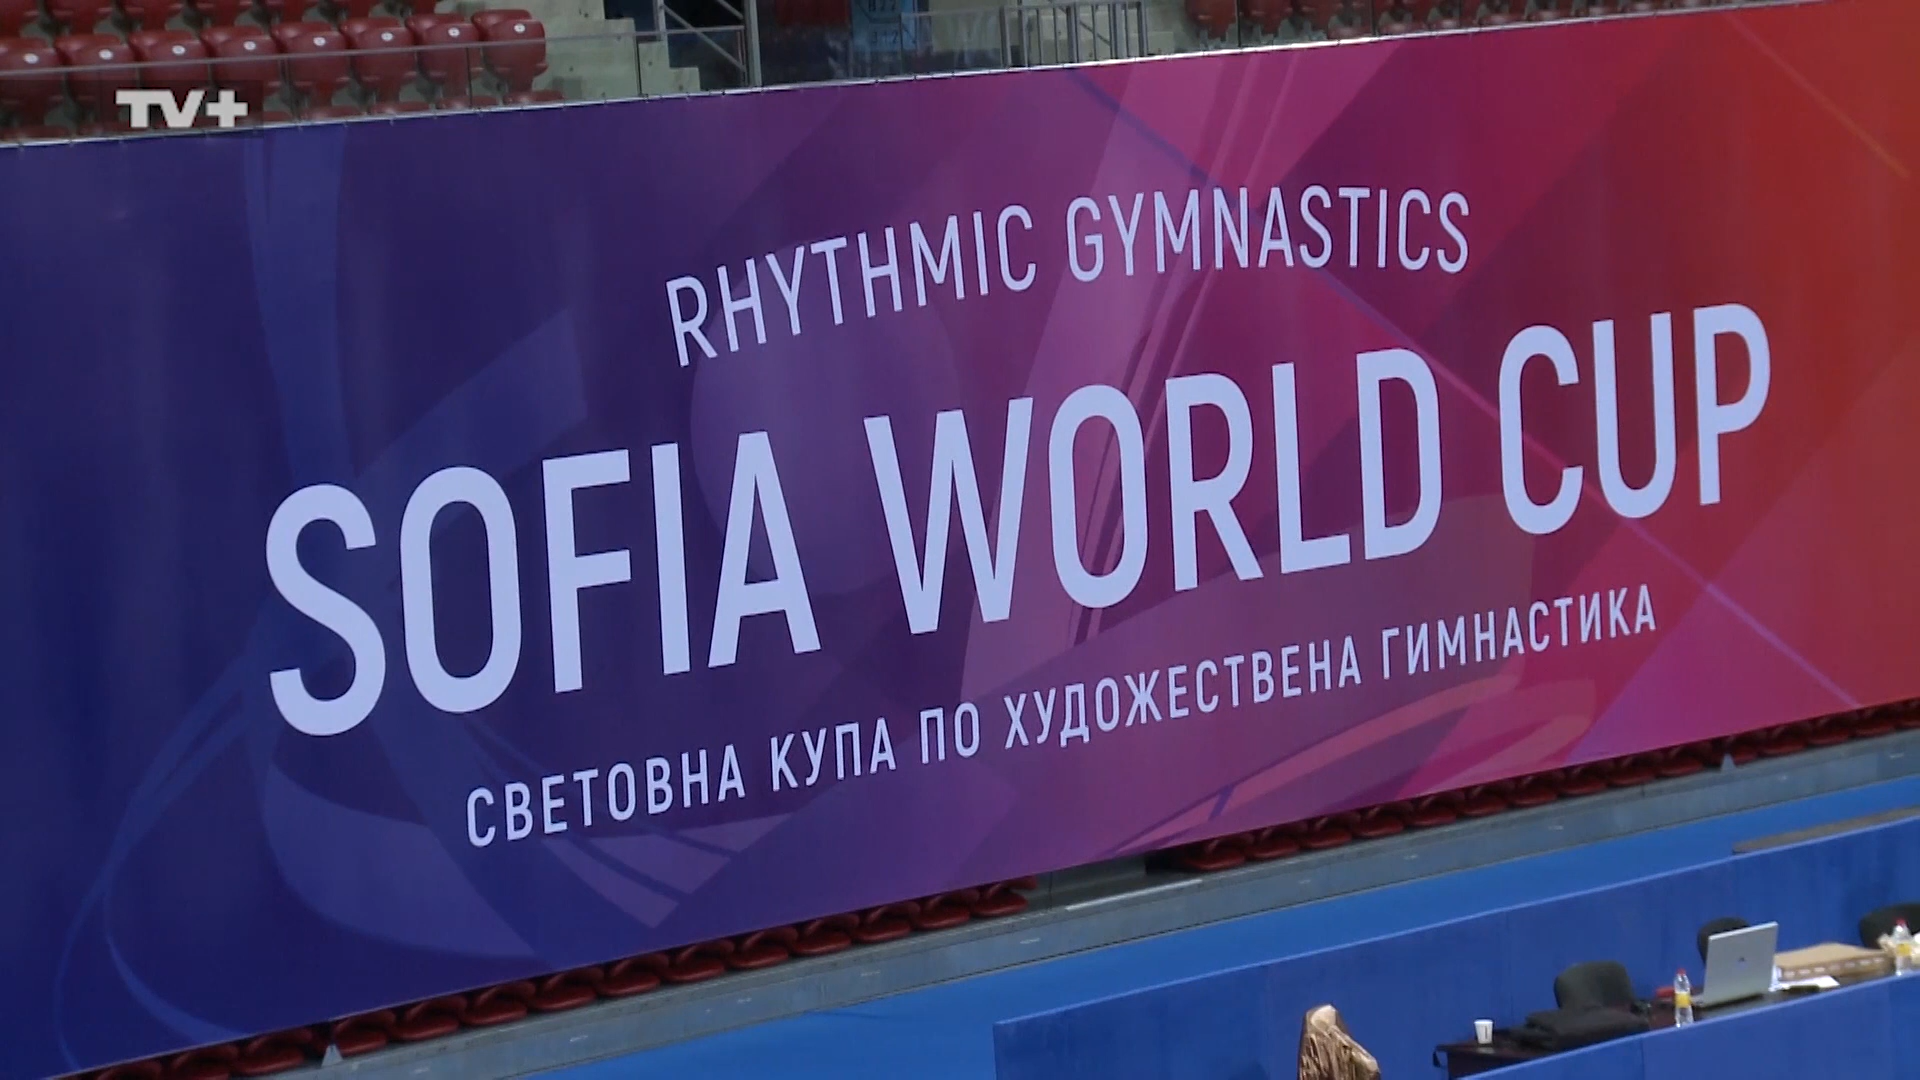 TV+
RHYTHMIC GYMNASTICS
SOFIA WORLD CUP
СВЕТОВНА КУПА ПО ХУДОЖЕСТВЕНА ГИМНАСТИКА